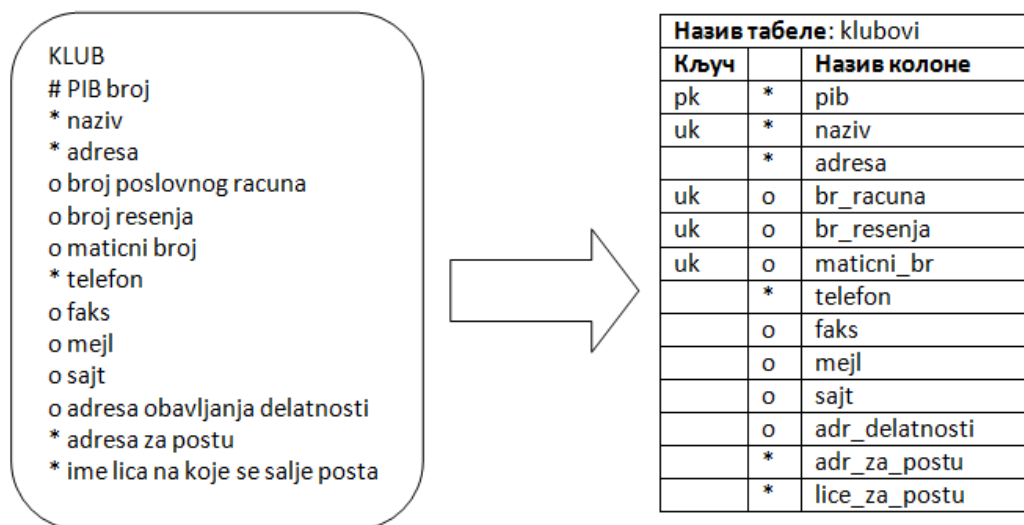 KLUB
# PIB broj
* naziv
* adresa
o broj poslovnog racuna
o broj resenja
o maticni broj
* telefon
o faks
o mejl
o sajt
o adresa obavljanja delatnosti
* adresa za postu
* ime lica na koje se salje posta
Назив табеле: klubovi
Кључ Назив колоне
pk * pib
uk * naziv
* adresa
uk o br_racuna
uk o br_resenja
uk o maticni_br
* telefon
o faks
o mejl
o sajt
o adr_delatnosti
* adr_za_postu
* lice_za_postu